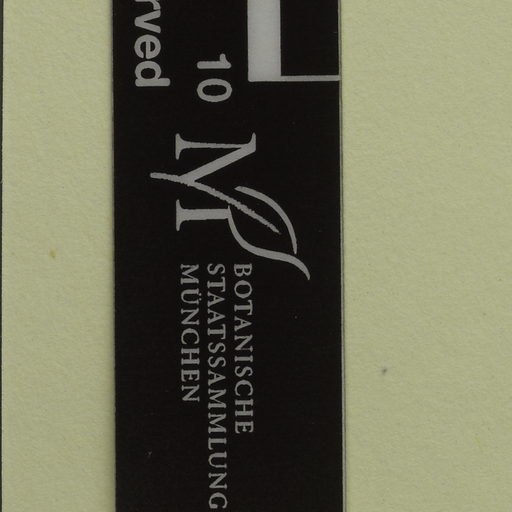 rved
10
BOTANISCHE
STAATSSAMMLUNG
MÜNCHEN